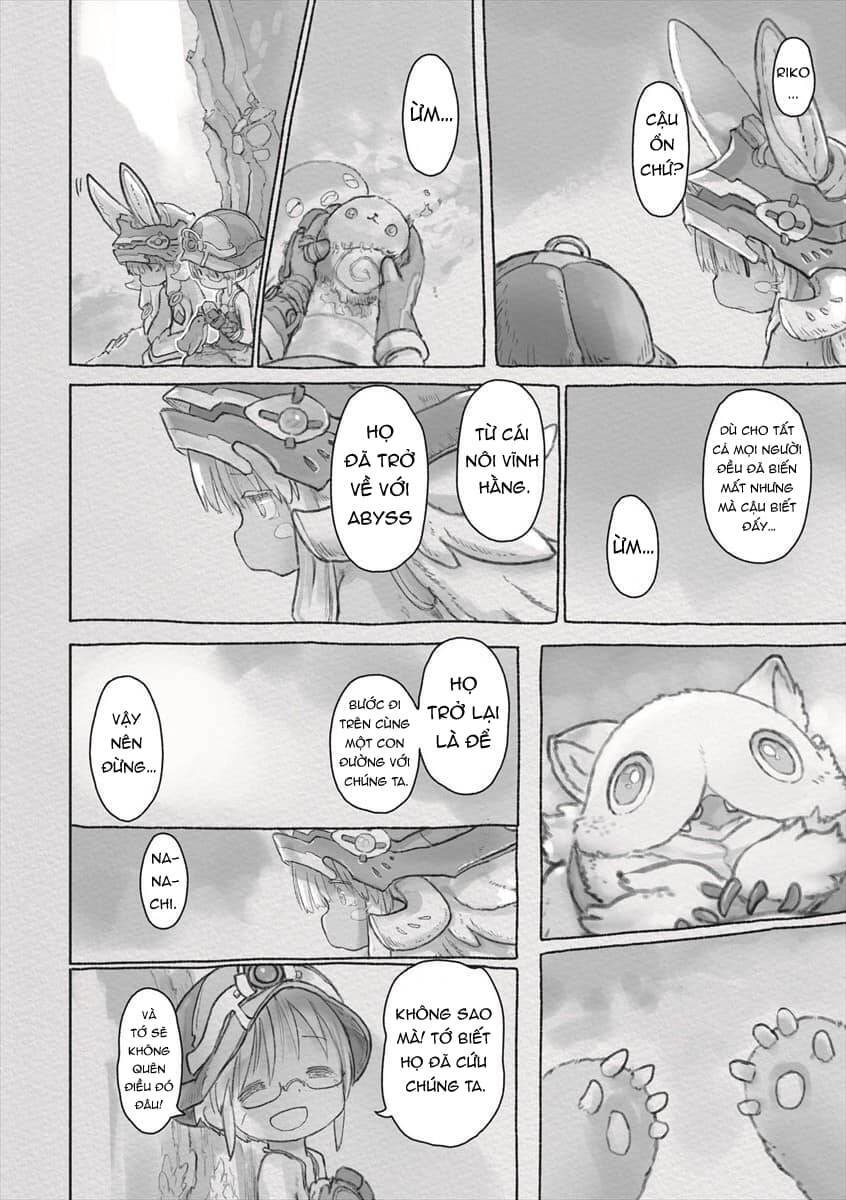 RIKO
...
CẬU
ỔN
CHỨ?
ỪM...
DÙ CHO TẤT
CẢ MỌI NGƯỜI
ĐỀU ĐÃ BIẾN
MẤT NHƯNG
MÀ CẬU BIẾT
ĐẤY...
ỪM...
TỪ CÁI
NÔI VĨNH
HẰNG.
HỌ
ĐÃ TRỞ
VỀ VỚI
ABYSS
HỌ
TRỞ LẠI
LÀ ĐỂ
BƯỚC ĐI
TRÊN CÙNG
MỘT CON
ĐƯỜNG VỚI
CHÚNG TA.
VẬY
NÊN
ĐỪNG...
NA-
NA-
CHI.
KHÔNG SAO
MÀ! TỚ BIẾT
HỌ ĐÃ CỨU
CHÚNG TA.
VÀ
TỚ SẼ
KHÔNG
QUÊN
ĐIỀU ĐÓ
ĐÂU!